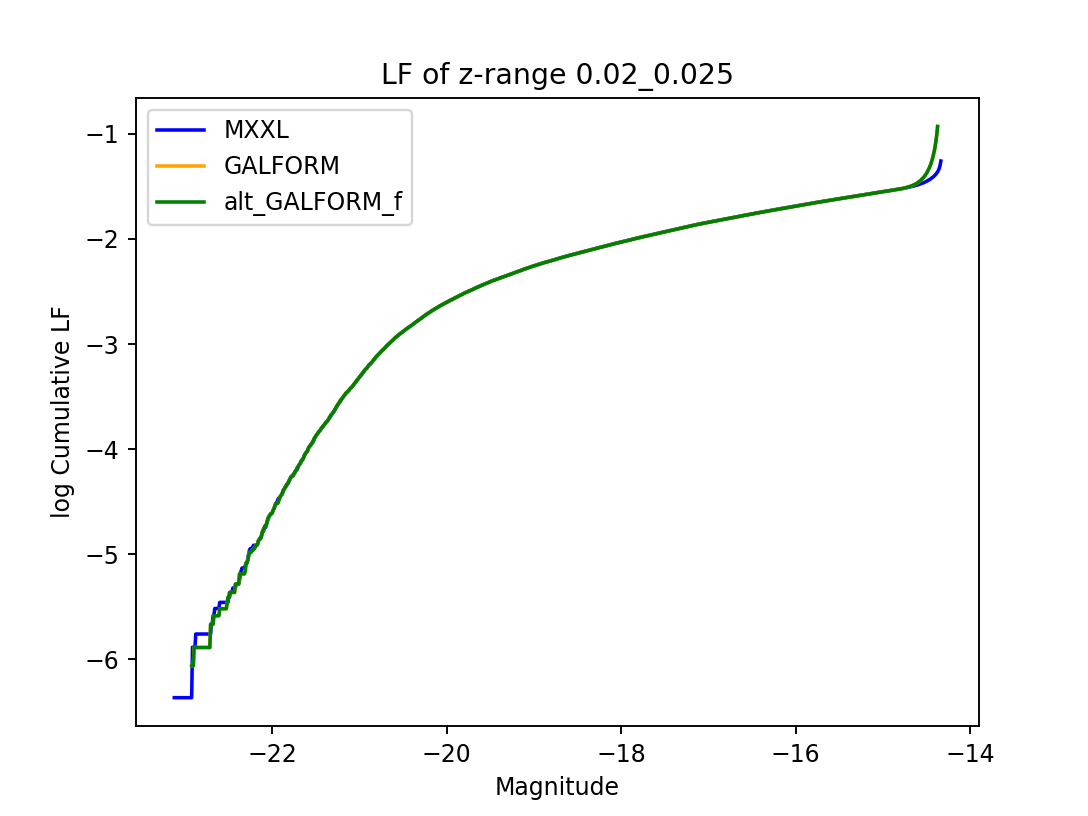 LF of z-range 0.02_0.025
MXXL
GALFORM
alt_GALFORM_f
−1
−2
−3
−4
−5
−6
log Cumulative LF
−22
−20
−18
−16
−14
Magnitude